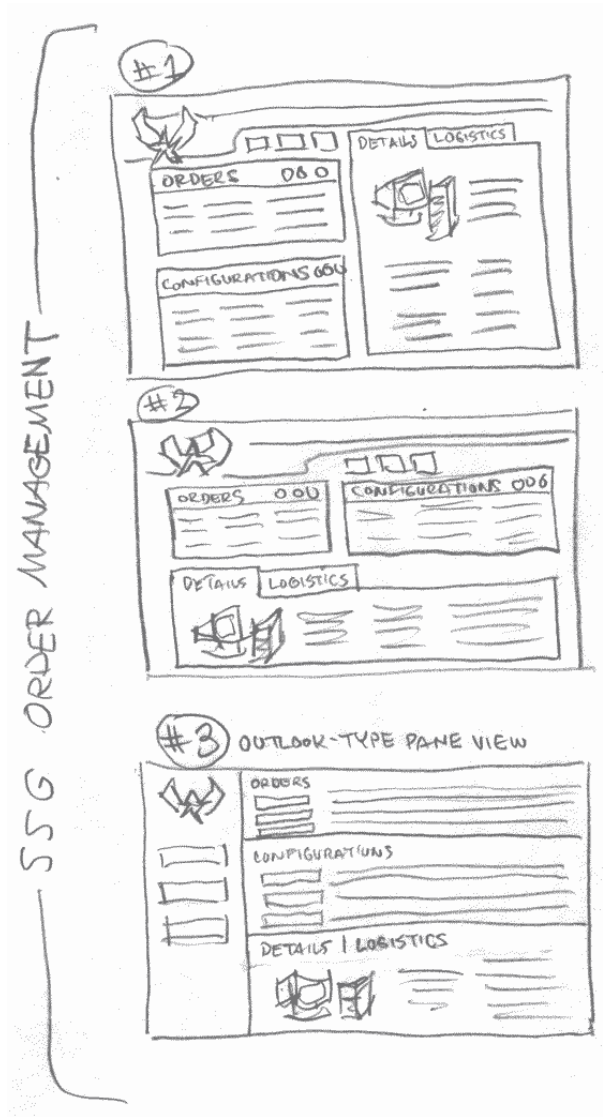 SSG ORDER MANAGEMENT
#1
DETAILS LOGISTICS
ORDERS
CONFIGURATIONS
#2
ORDERS CONFIGURATIONS
DETAILS LOGISTICS
#3 OUTLOOK-TYPE PANE VIEW
ORDERS
CONFIGURATIONS
DETAILS | LOGISTICS